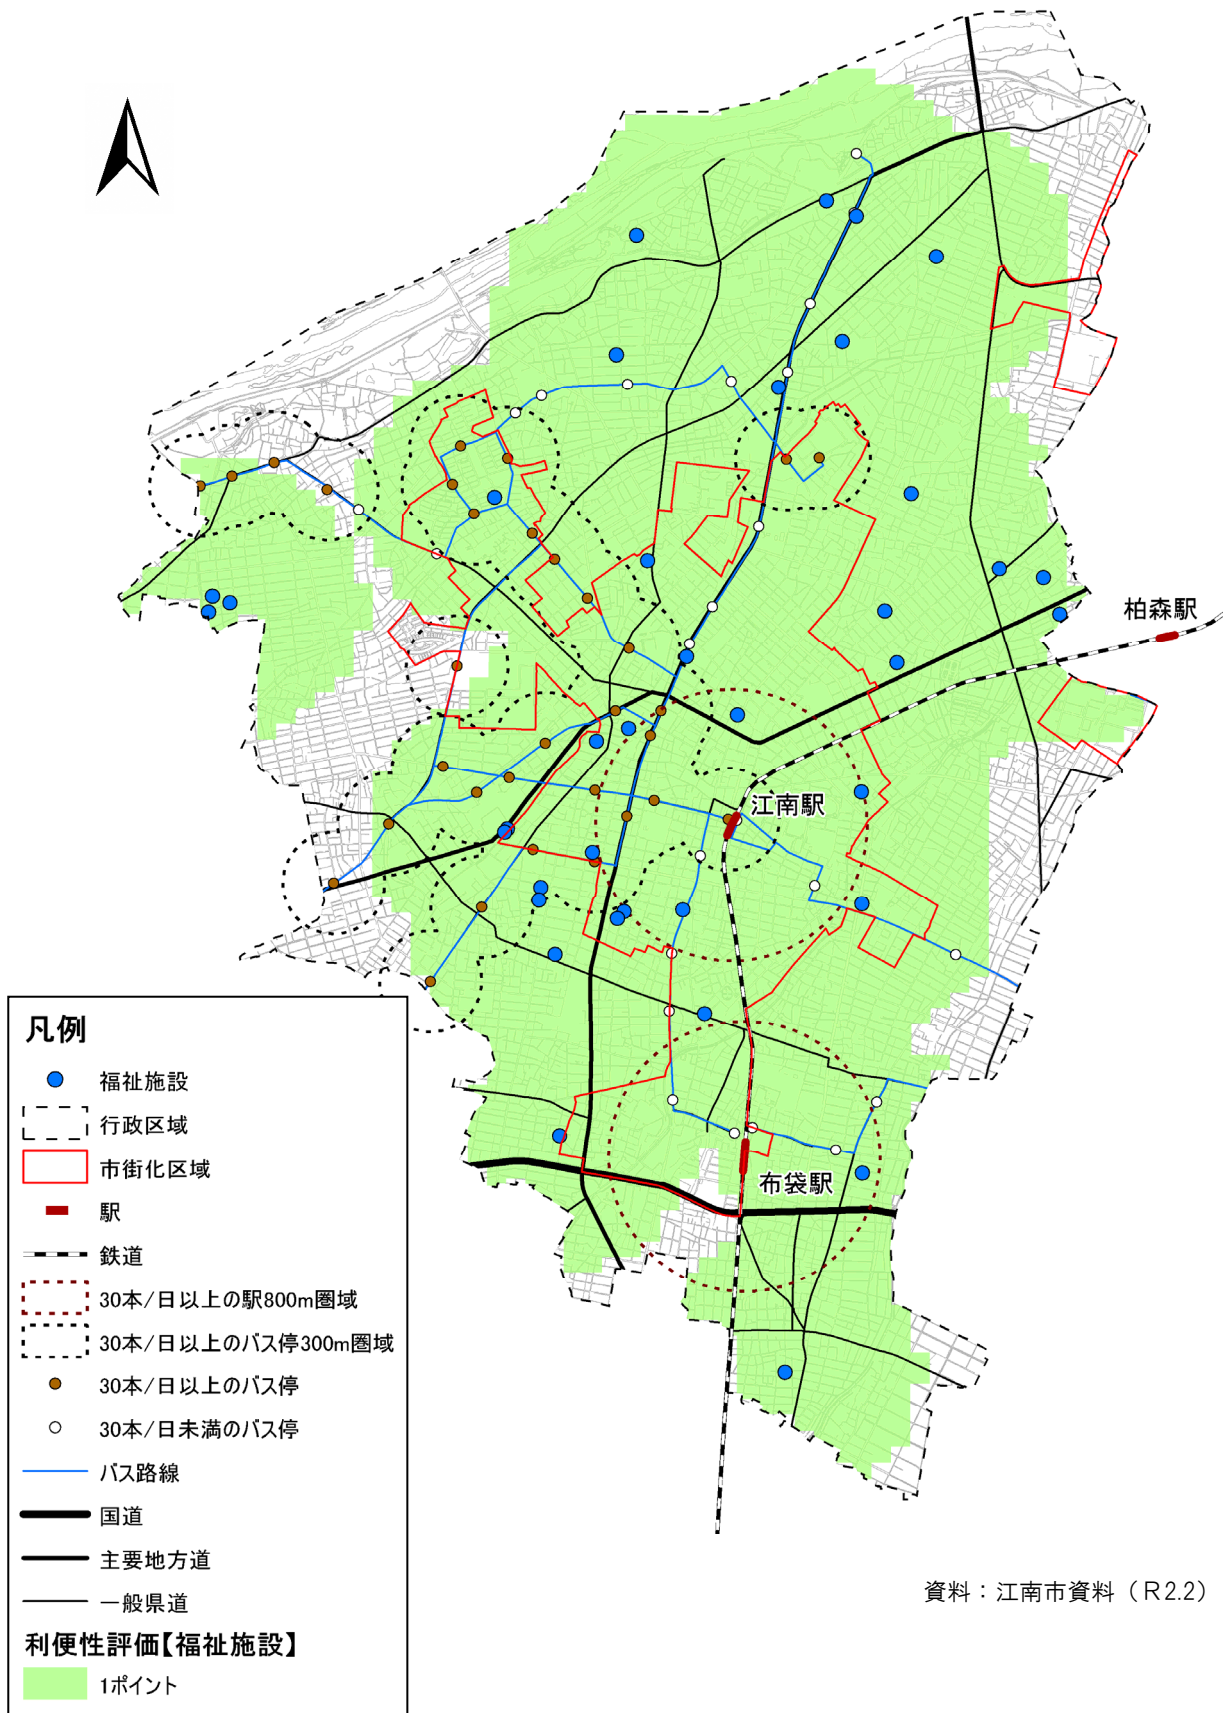 柏森駅
江南駅
布袋駅
凡例
福祉施設
行政区域
市街化区域
駅
鉄道
30本/日以上の駅800m圏域
30本/日以上のバス停300m圏域
30本/日以上のバス停
30本/日未満のバス停
バス路線
国道
主要地方道
一般県道
利便性評価【福祉施設】
1ポイント
資料：江南市資料（R2.2）